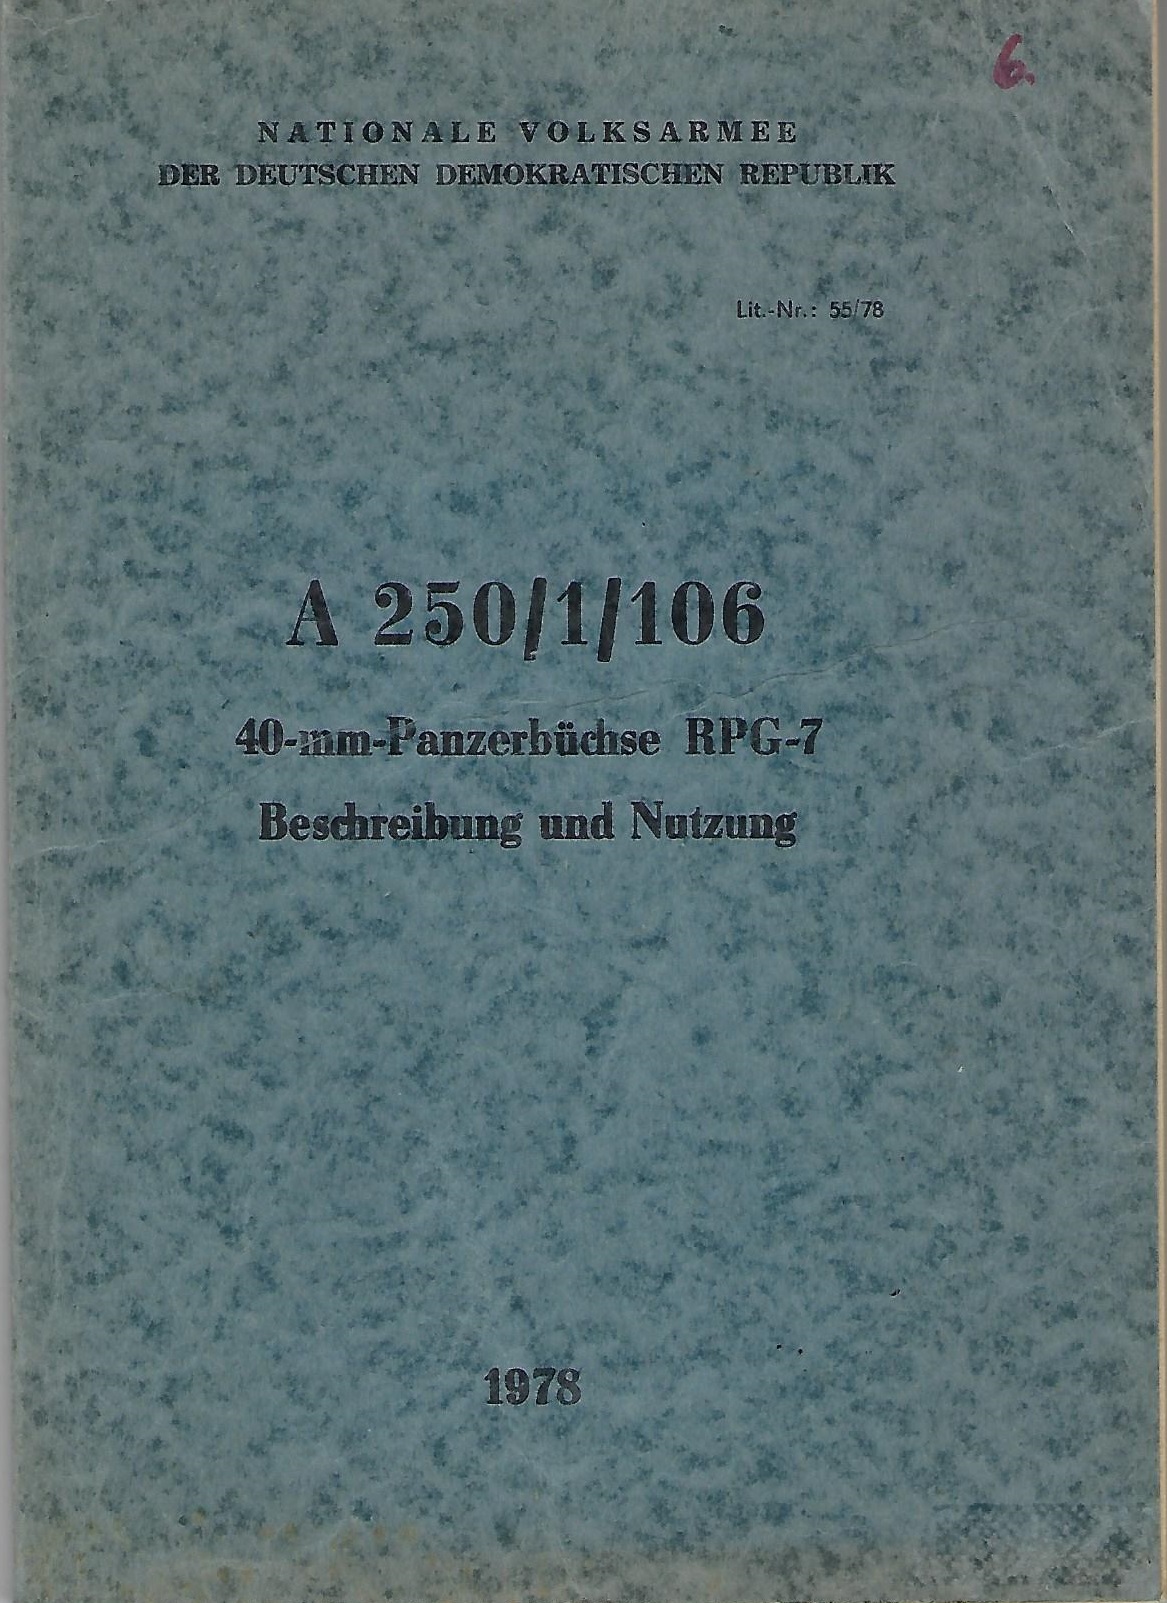 6.
NATIONALE VOLKSARMEE
DER DEUTSCHEN DEMOKRATISCHEN REPUBLIK
Lit.-Nr.: 55/78
A 250/1/106
40-mm-Panzerbüchse RPG-7
Beschreibung und Nutzung
1978